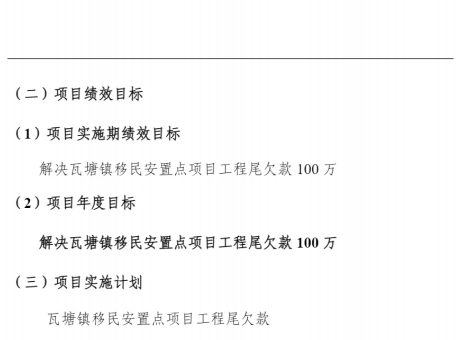 （二）项目绩效目标
（1）项目实施期绩效目标
解决瓦塘镇移民安置点项目工程尾欠款 100 万
（2）项目年度目标
解决瓦塘镇移民安置点项目工程尾欠款 100 万
（三）项目实施计划
瓦塘镇移民安置点项目工程尾欠款